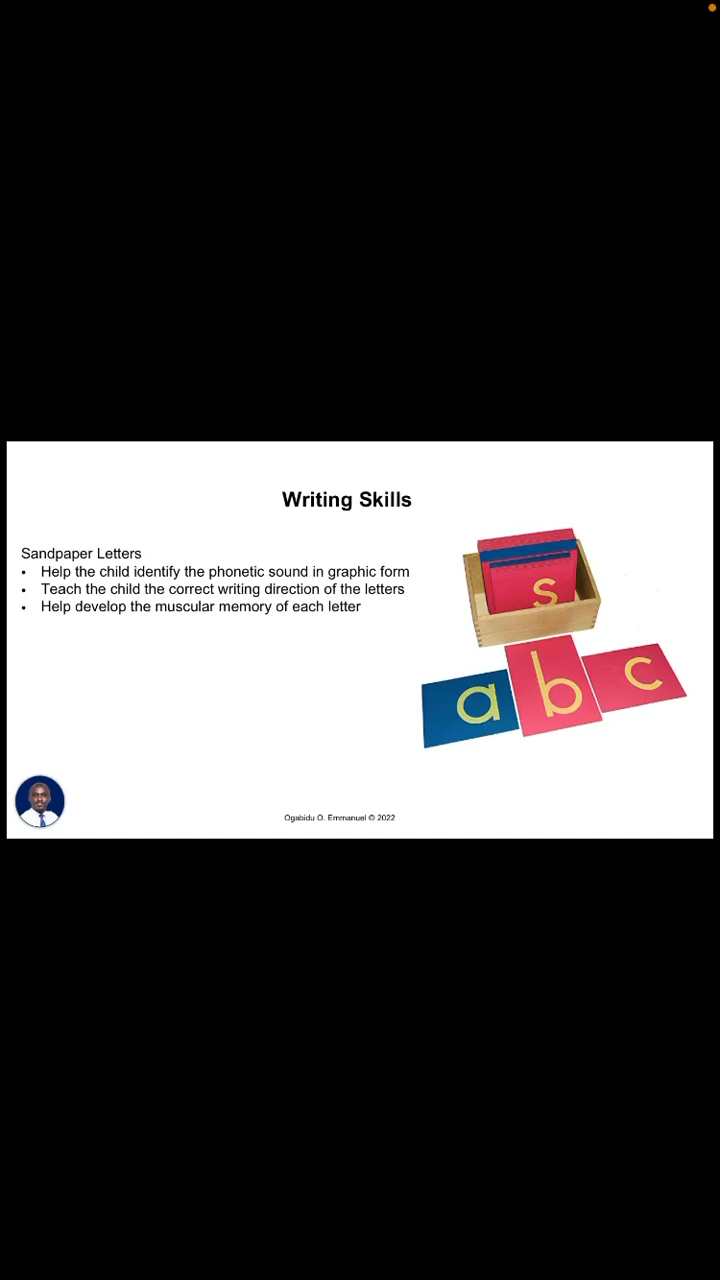 Writing Skills
Sandpaper Letters
• Help the child identify the phonetic sound in graphic form
• Teach the child the correct writing direction of the letters
• Help develop the muscular memory of each letter
s
a b c
Ogabidu O. Emmanuel © 2022